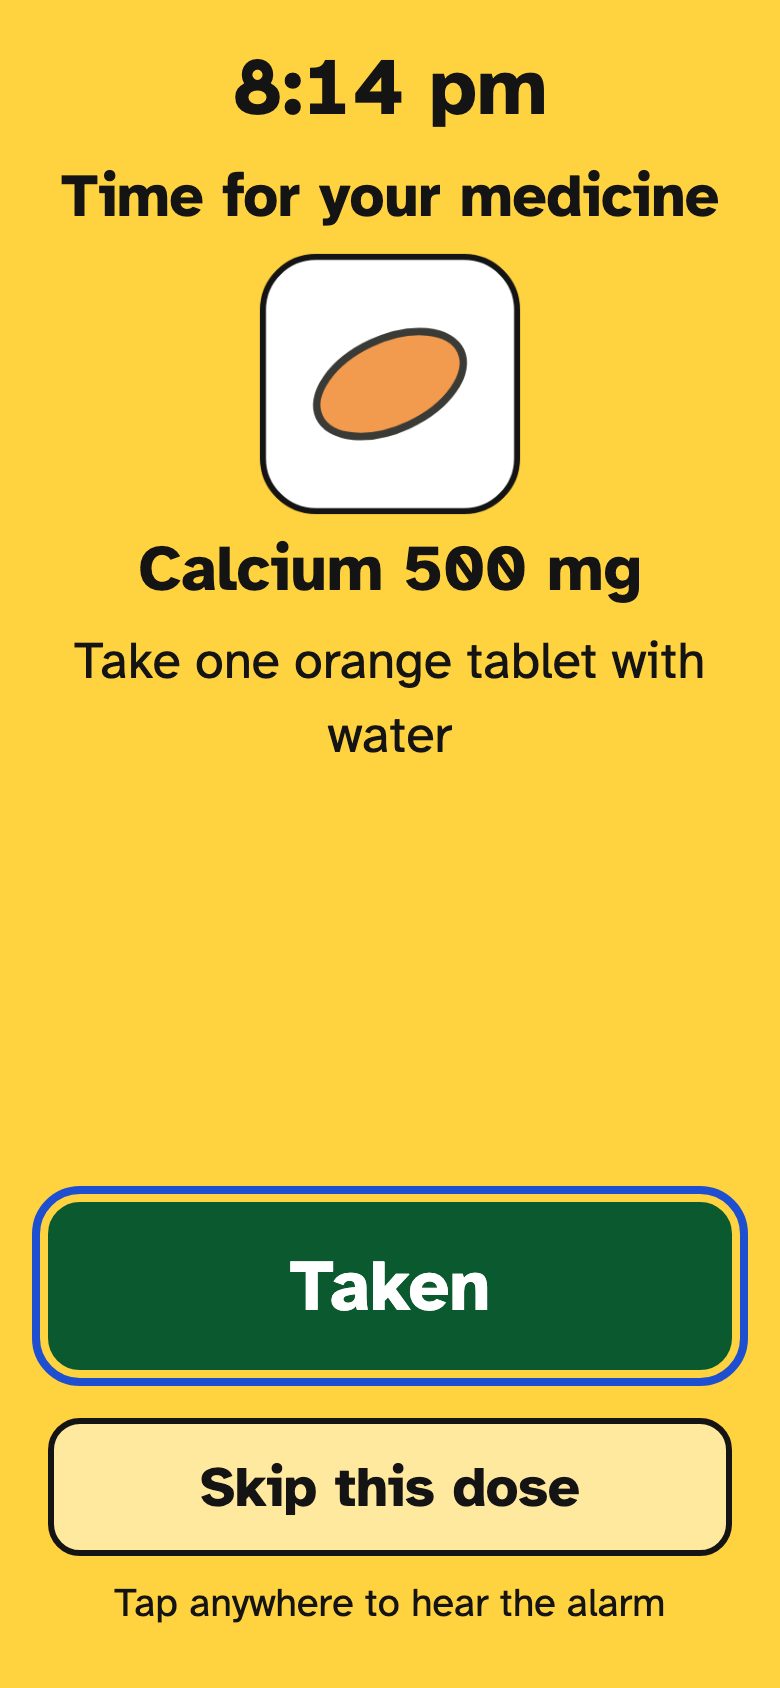 8:14 pm
Time for your medicine
Calcium 500 mg
Take one orange tablet with
water
Taken
Skip this dose
Tap anywhere to hear the alarm